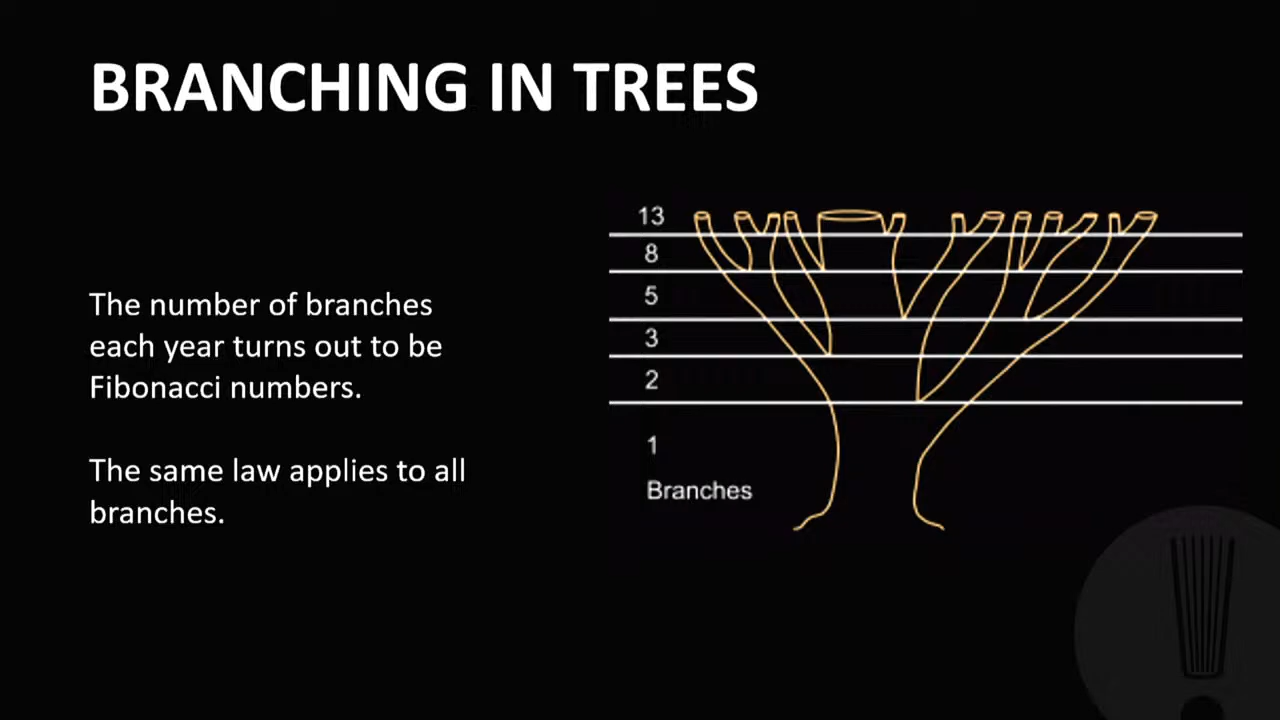 BRANCHING IN TREES
The number of branches
each year turns out to be
Fibonacci numbers.
The same law applies to all
branches.
13
8
5
3
2
1
Branches